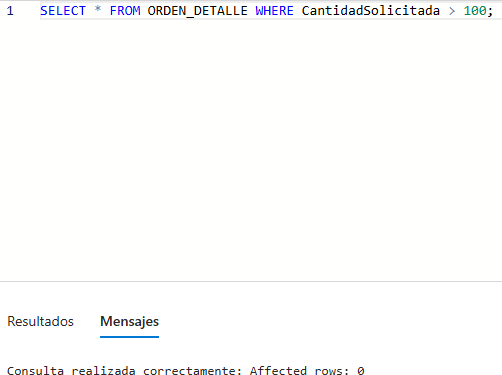 1 SELECT * FROM ORDEN_DETALLE WHERE CantidadSolicitada > 100;
Resultados Mensajes
Consulta realizada correctamente: Affected rows: 0